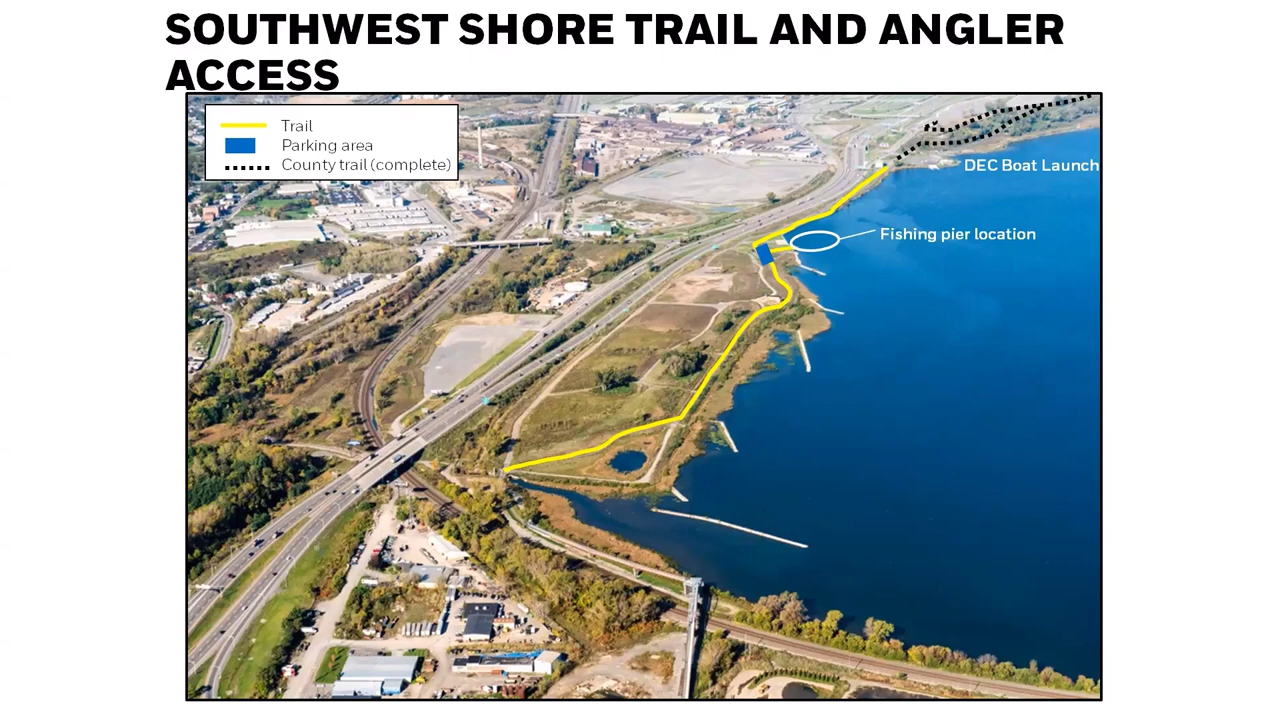 SOUTHWEST SHORE TRAIL AND ANGLER
ACCESS
Trail
Parking area
County trail (complete)
DEC Boat Launch
Fishing pier location